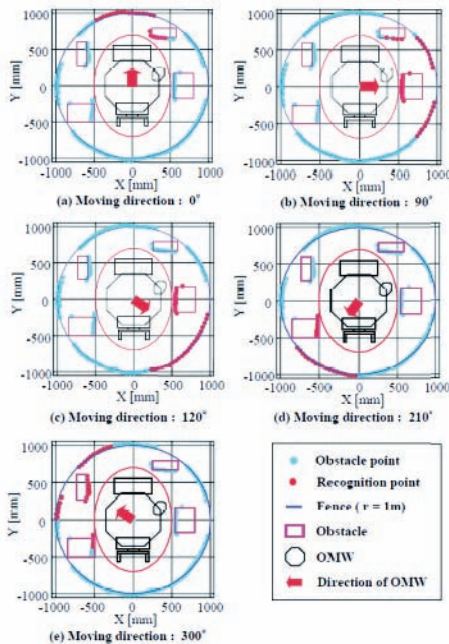 1000
500
0
-500
-1000
Y [mm]
-1000 -500 0 500 1000
X [mm]
(a) Moving direction : 0°
1000
500
0
-500
-1000
Y [mm]
-1000 -500 0 500 1000
X [mm]
(b) Moving direction : 90°
1000
500
0
-500
-1000
Y [mm]
-1000 -500 0 500 1000
X [mm]
(c) Moving direction : 120°
1000
500
0
-500
-1000
Y [mm]
-1000 -500 0 500 1000
X [mm]
(d) Moving direction : 210°
1000
500
0
-500
-1000
Y [mm]
-1000 -500 0 500 1000
X [mm]
(e) Moving direction : 300°
Obstacle point
Recognition point
Fence ( r = 1m)
Obstacle
OMW
Direction of OMW